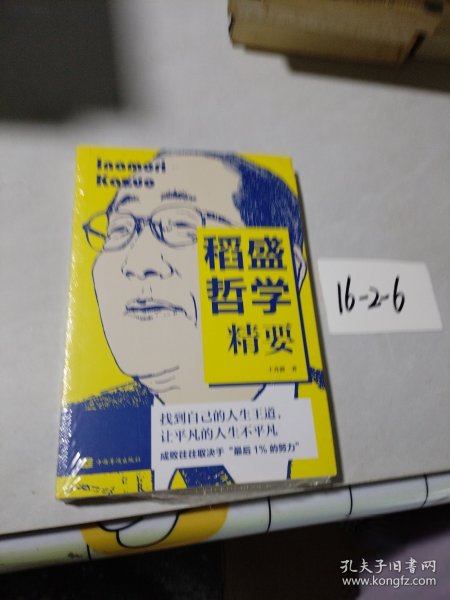 Inamori
Kazuo
稻盛
哲学
精要
著
找到自己的人生王道，
让平凡的人生不平凡
成败往往取决于“最后1%的努力”
16-2-6
孔夫子旧书网
www.kongfz.com